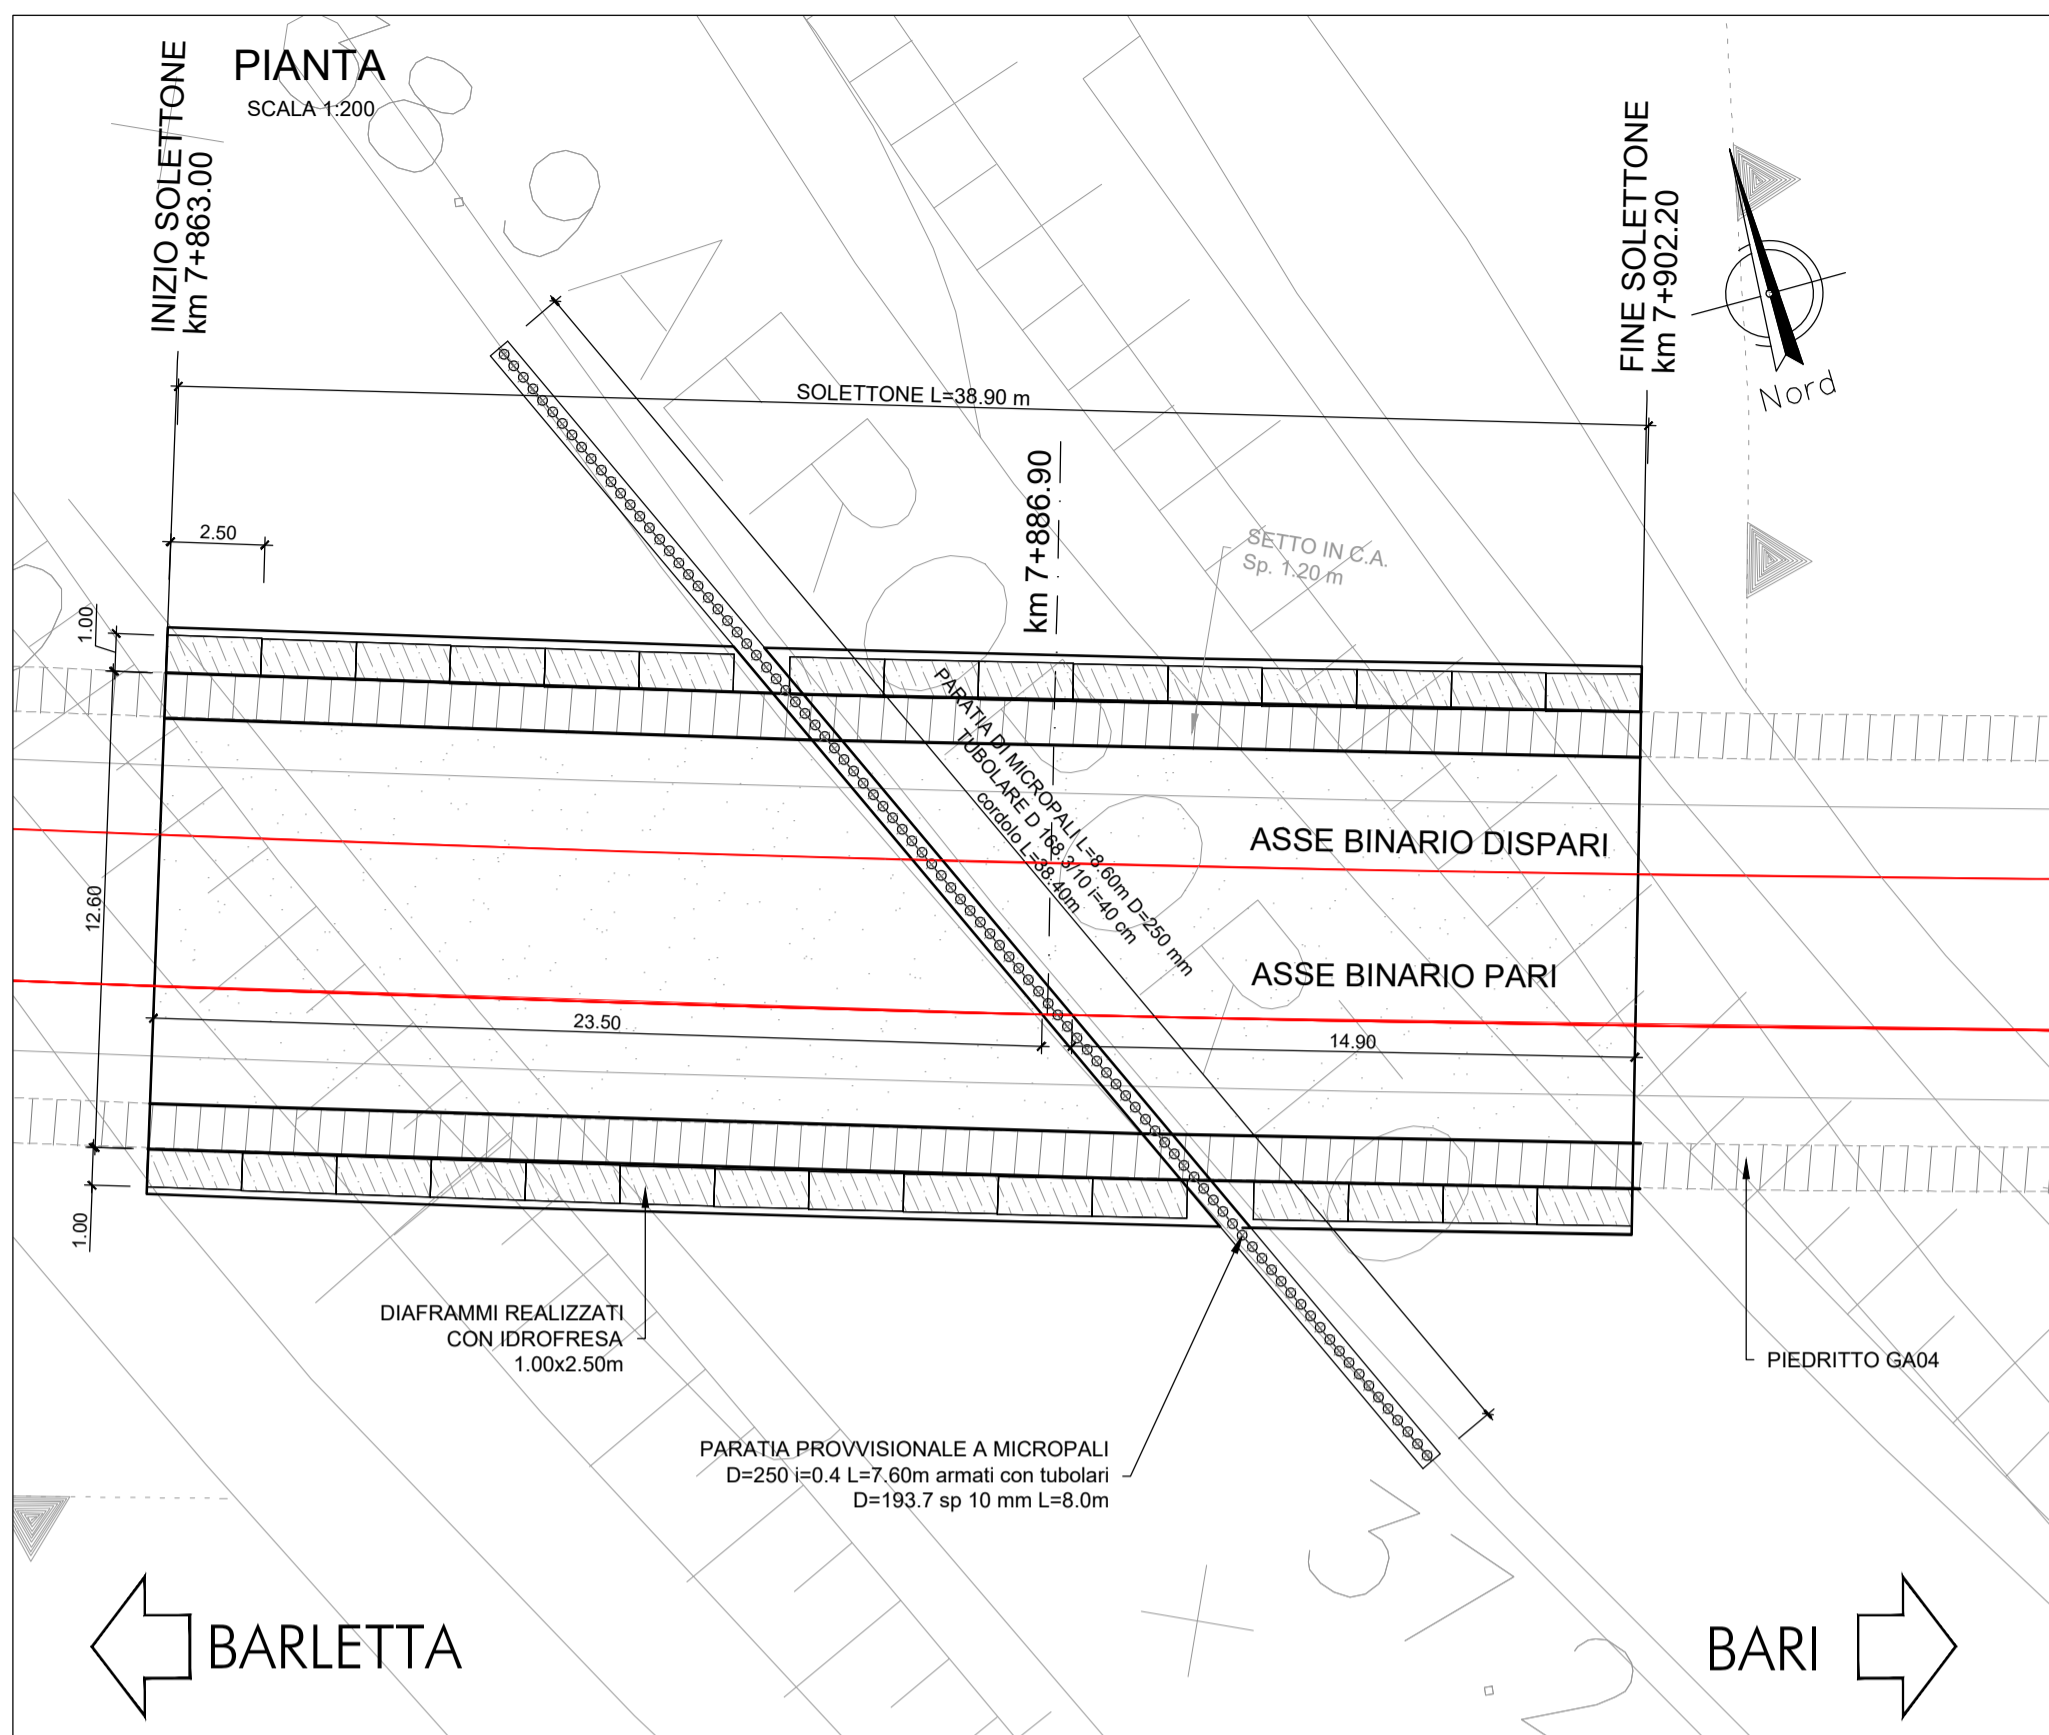 PIANTA
SCALA 1:200
INIZIO SOLETTONE
km 7+863.00
FINE SOLETTONE
km 7+902.20
Nord
SOLETTONE L=38.90 m
km 7+886.90
SETTO IN C.A.
Sp. 1.20 m
2.50
1.00
PARATIA DI MICROPALI L=8.60m D=250 mm
TUBOLARE D 168.3/10 i=40 cm
cordolo L=38.40m
ASSE BINARIO DISPARI
12.60
ASSE BINARIO PARI
23.50
14.90
1.00
DIAFRAMMI REALIZZATI
CON IDROFRESA
1.00x2.50m
PIEDRITTO GA04
PARATIA PROVVISIONALE A MICROPALI
D=250 i=0.4 L=7.60m armati con tubolari
D=193.7 sp 10 mm L=8.0m
BARLETTA
BARI